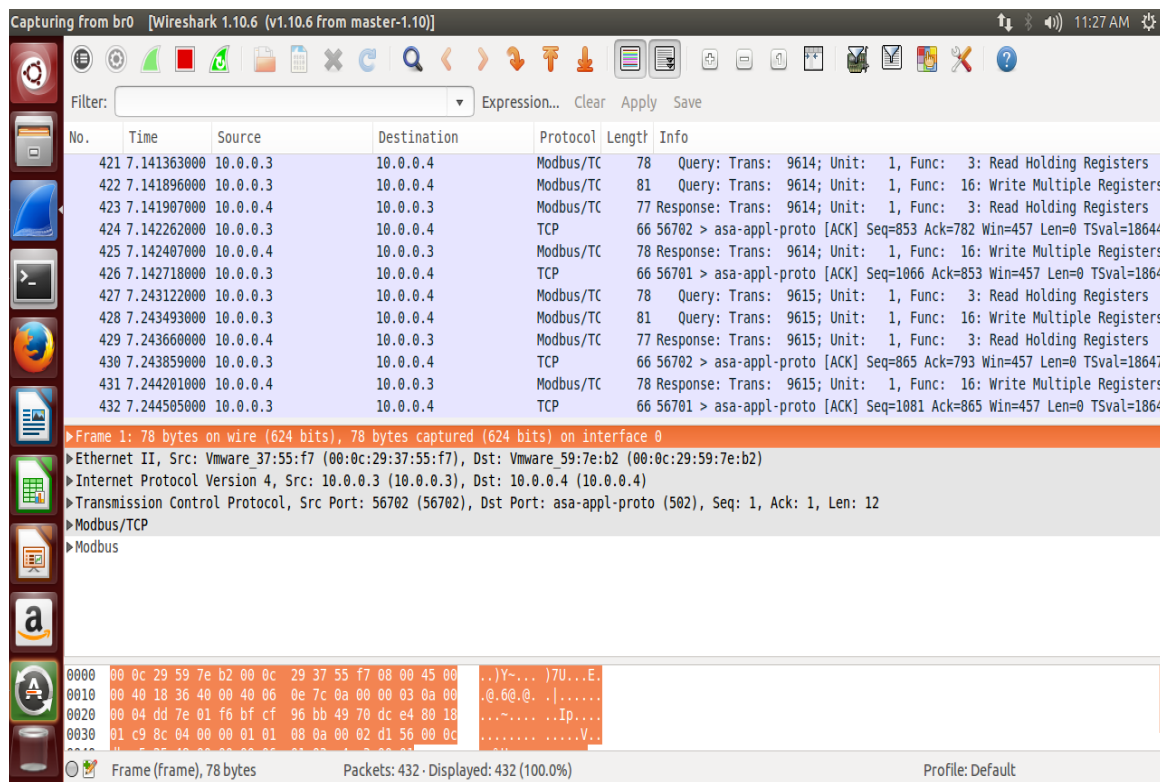 Capturing from br0 [Wireshark 1.10.6 (v1.10.6 from master-1.10)] 11:27 AM
Filter: Expression... Clear Apply Save
No. Time Source Destination Protocol Length Info
421 7.141363000 10.0.0.3 10.0.0.4 Modbus/TC 78 Query: Trans: 9614; Unit: 1, Func: 3: Read Holding Registers
422 7.141896000 10.0.0.3 10.0.0.4 Modbus/TC 81 Query: Trans: 9614; Unit: 1, Func: 16: Write Multiple Registers
423 7.141907000 10.0.0.4 10.0.0.3 Modbus/TC 77 Response: Trans: 9614; Unit: 1, Func: 3: Read Holding Registers
424 7.142262000 10.0.0.3 10.0.0.4 TCP 66 56702 > asa-appl-proto [ACK] Seq=853 Ack=782 Win=457 Len=0 TSval=18644
425 7.142407000 10.0.0.4 10.0.0.3 Modbus/TC 78 Response: Trans: 9614; Unit: 1, Func: 16: Write Multiple Registers
426 7.142718000 10.0.0.3 10.0.0.4 TCP 66 56701 > asa-appl-proto [ACK] Seq=1066 Ack=853 Win=457 Len=0 TSval=1864
427 7.243122000 10.0.0.3 10.0.0.4 Modbus/TC 78 Query: Trans: 9615; Unit: 1, Func: 3: Read Holding Registers
428 7.243493000 10.0.0.3 10.0.0.4 Modbus/TC 81 Query: Trans: 9615; Unit: 1, Func: 16: Write Multiple Registers
429 7.243660000 10.0.0.4 10.0.0.3 Modbus/TC 77 Response: Trans: 9615; Unit: 1, Func: 3: Read Holding Registers
430 7.243859000 10.0.0.3 10.0.0.4 TCP 66 56702 > asa-appl-proto [ACK] Seq=865 Ack=793 Win=457 Len=0 TSval=18647
431 7.244201000 10.0.0.4 10.0.0.3 Modbus/TC 78 Response: Trans: 9615; Unit: 1, Func: 16: Write Multiple Registers
432 7.244505000 10.0.0.3 10.0.0.4 TCP 66 56701 > asa-appl-proto [ACK] Seq=1081 Ack=865 Win=457 Len=0 TSval=1864
Frame 1: 78 bytes on wire (624 bits), 78 bytes captured (624 bits) on interface 0
Ethernet II, Src: Vmware_37:55:f7 (00:0c:29:37:55:f7), Dst: Vmware_59:7e:b2 (00:0c:29:59:7e:b2)
Internet Protocol Version 4, Src: 10.0.0.3 (10.0.0.3), Dst: 10.0.0.4 (10.0.0.4)
Transmission Control Protocol, Src Port: 56702 (56702), Dst Port: asa-appl-proto (502), Seq: 1, Ack: 1, Len: 12
Modbus/TCP
Modbus
0000 00 0c 29 59 7e b2 00 0c 29 37 55 f7 08 00 45 00 ..)Y~... )7U...E.
0010 00 40 18 36 40 00 40 06 0e 7c 0a 00 00 03 0a 00 .@.6@.@. .|......
0020 00 04 dd 7e 01 f6 bf cf 96 bb 49 70 dc e4 80 18 ...~.... ..Ip....
0030 01 c9 8c 04 00 00 01 01 08 0a 00 02 d1 56 00 0c ........ .....V..
Frame (frame), 78 bytes Packets: 432 · Displayed: 432 (100.0%) Profile: Default